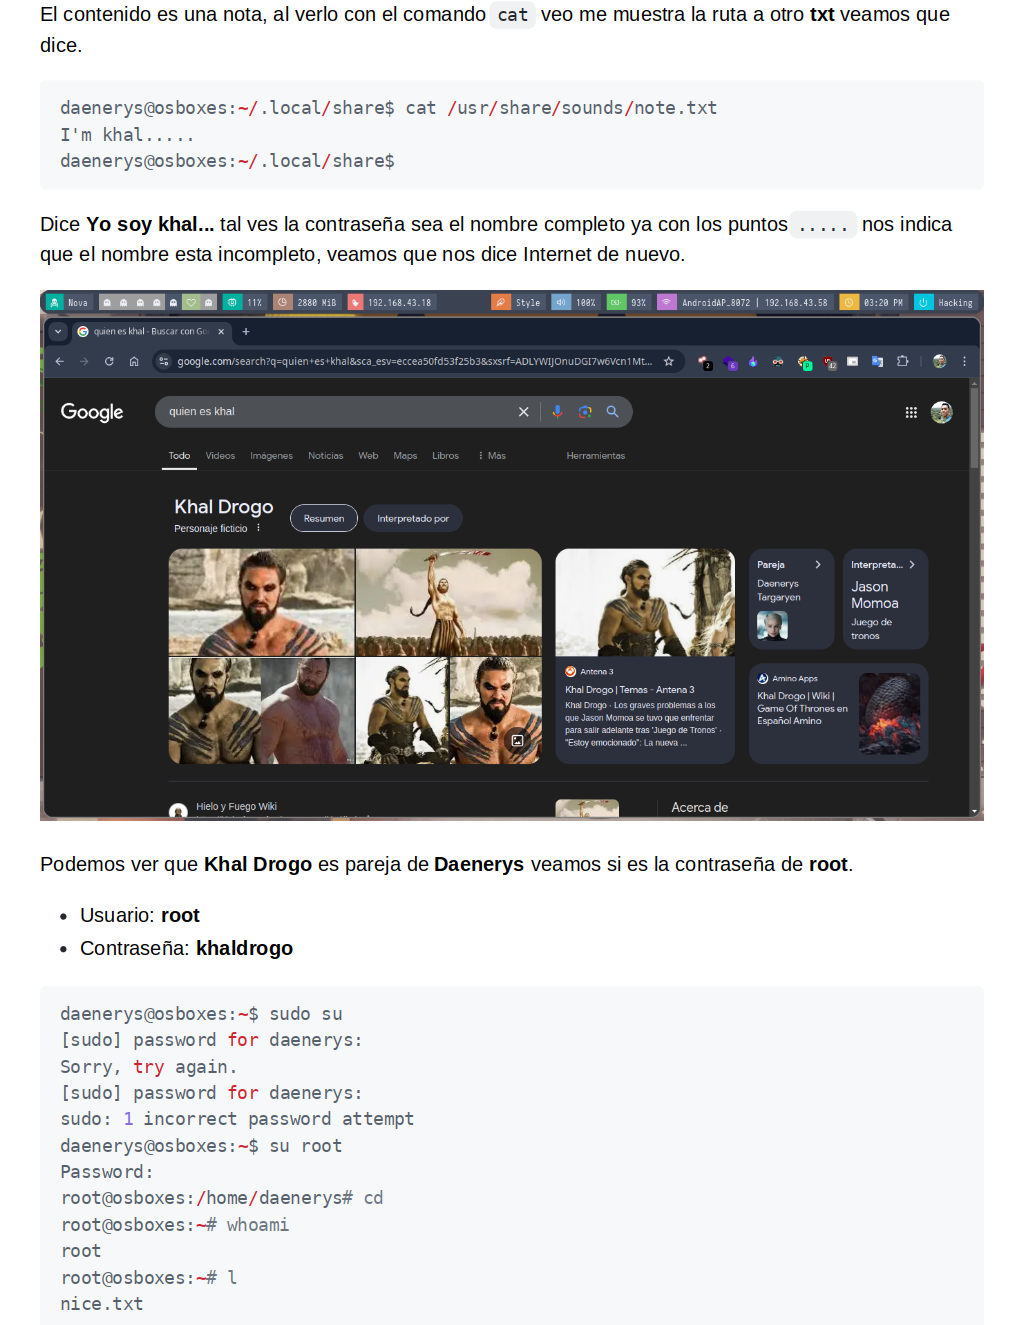 El contenido es una nota, al verlo con el comando cat veo me muestra la ruta a otro txt veamos que
dice.
daenerys@osboxes:~/.local/share$ cat /usr/share/sounds/note.txt
I'm khal.....
daenerys@osboxes:~/.local/share$
Dice Yo soy khal... tal ves la contraseña sea el nombre completo ya con los puntos ..... nos indica
que el nombre esta incompleto, veamos que nos dice Internet de nuevo.
Nova 11% 2880 MiB 192.168.43.18 Style 100% 93% AndroidAP_8072 | 192.168.43.58 03:20 PM Hacking
quien es khal - Buscar con Go
google.com/search?q=quien+es+khal&sca_esv=eccea50fd53f25b3&sxsrf=ADLYWIJOnuDGI7w6Vcn1Mt...
Google quien es khal
Todo Videos Imágenes Noticias Web Maps Libros Más Herramientas
Khal Drogo
Personaje ficticio
Resumen Interpretado por
Pareja
Daenerys
Targaryen
Interpreta...
Jason
Momoa
Juego de
tronos
Antena 3
Khal Drogo | Temas - Antena 3
Khal Drogo · Los graves problemas a los
que Jason Momoa se tuvo que enfrentar
para salir adelante tras 'Juego de Tronos' ·
"Estoy emocionado": La nueva ...
Amino Apps
Khal Drogo | Wiki |
Game Of Thrones en
Español Amino
Hielo y Fuego Wiki
Acerca de
Podemos ver que Khal Drogo es pareja de Daenerys veamos si es la contraseña de root.
• Usuario: root
• Contraseña: khaldrogo
daenerys@osboxes:~$ sudo su
[sudo] password for daenerys:
Sorry, try again.
[sudo] password for daenerys:
sudo: 1 incorrect password attempt
daenerys@osboxes:~$ su root
Password:
root@osboxes:/home/daenerys# cd
root@osboxes:~# whoami
root
root@osboxes:~# l
nice.txt